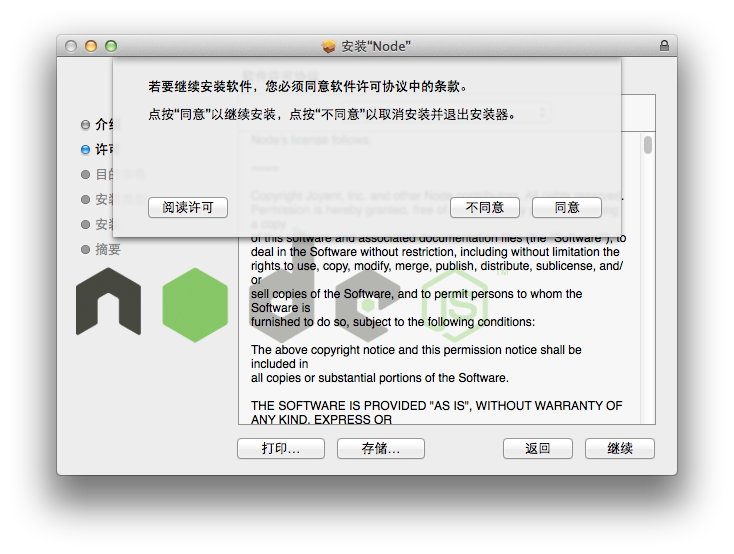 安装“Node”
若要继续安装软件，您必须同意软件许可协议中的条款。
点按“同意”以继续安装，点按“不同意”以取消安装并退出安装器。
阅读许可
不同意
同意
介绍
许可
目的
安装
安装
摘要
Node's license follows:
Copyright Joyent, Inc. and other Node contributors. All rights reserved.
Permission is hereby granted, free of
a copy
of this software and associated documentation files (the "Software"), to
deal in the Software without restriction, including without limitation the
rights to use, copy, modify, merge, publish, distribute, sublicense, and/
or
sell copies of the Software, and to permit persons to whom the
Software is
furnished to do so, subject to the following conditions:
The above copyright notice and this permission notice shall be
included in
all copies or substantial portions of the Software.
THE SOFTWARE IS PROVIDED "AS IS", WITHOUT WARRANTY OF
ANY KIND, EXPRESS OR
node
JS
TM
打印…
存储…
返回
继续